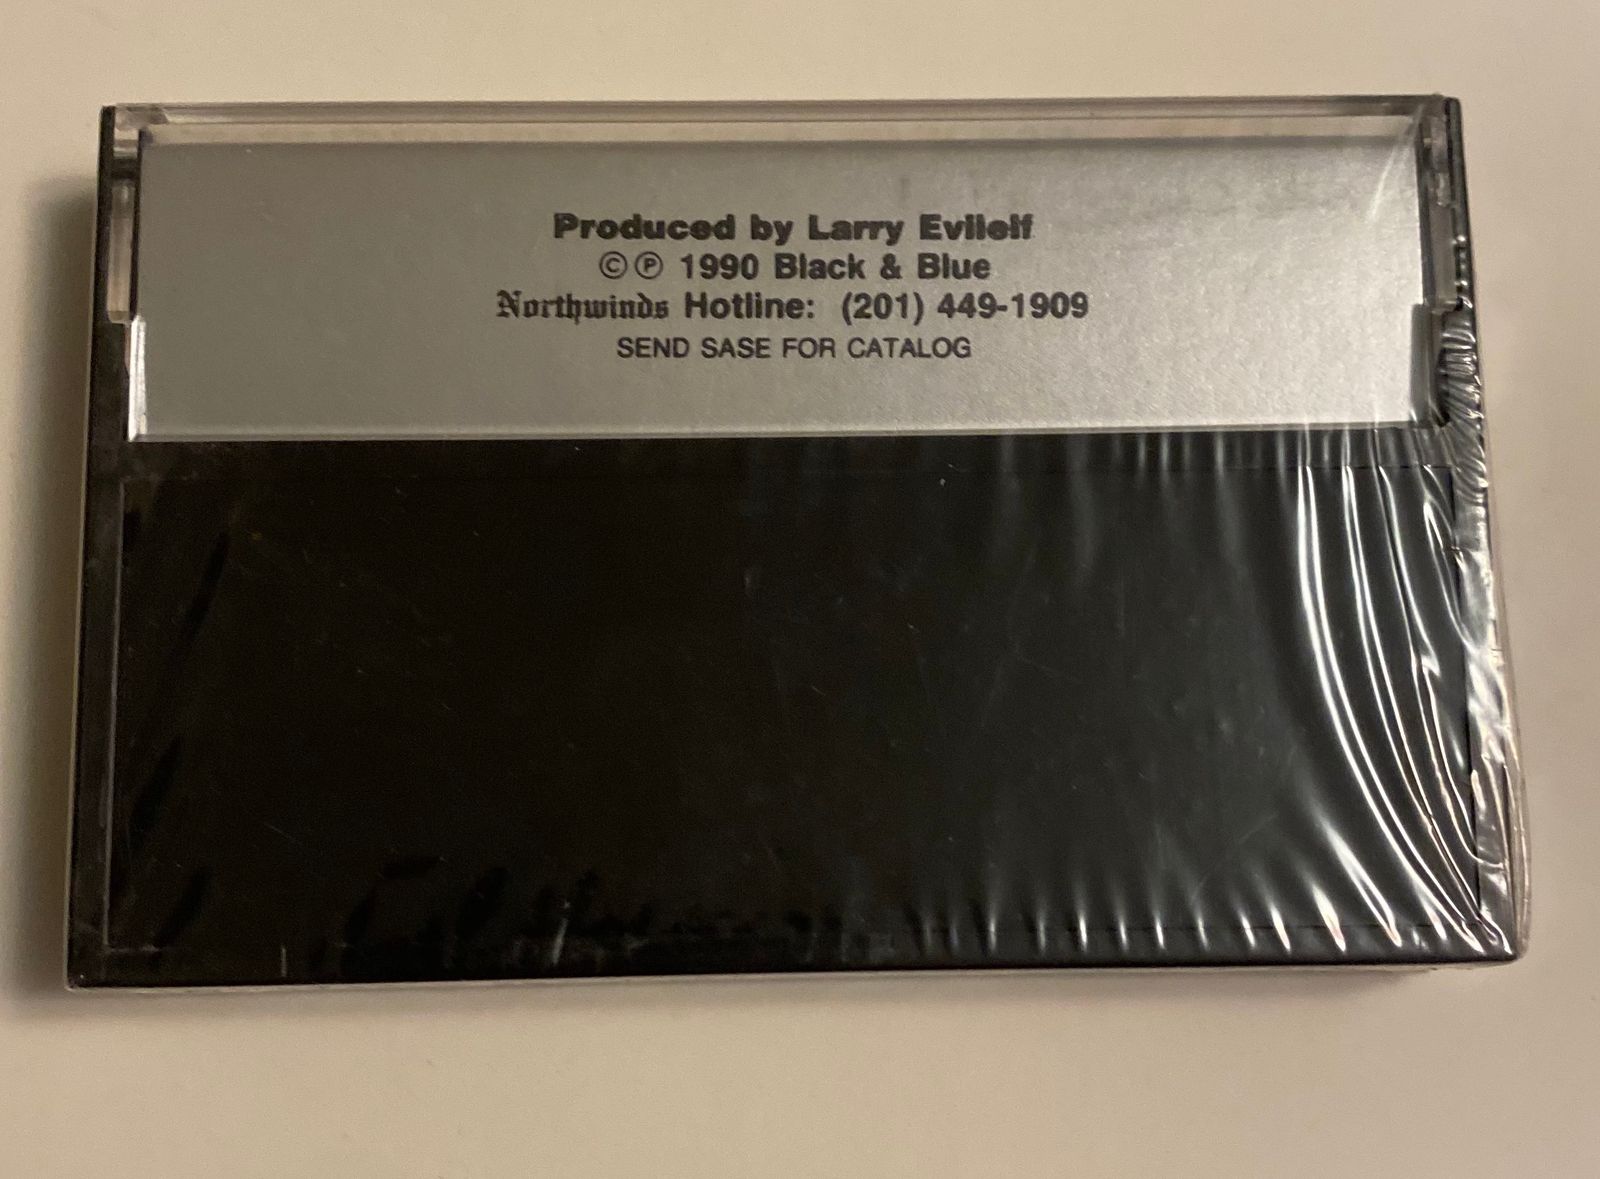 Produced by Larry Evilelf
©℗ 1990 Black & Blue
Northwinds Hotline: (201) 449-1909
SEND SASE FOR CATALOG